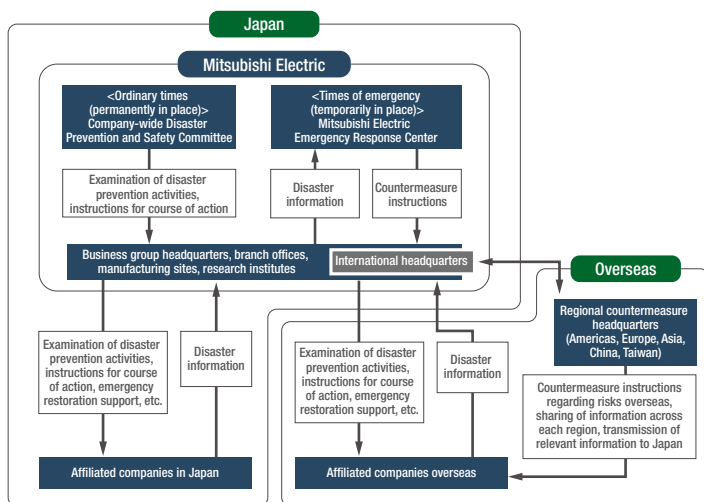 Japan
Mitsubishi Electric
<Ordinary times
(permanently in place)>
Company-wide Disaster
Prevention and Safety Committee
<Times of emergency
(temporarily in place)>
Mitsubishi Electric
Emergency Response Center
Examination of disaster
prevention activities,
instructions for course of action
Disaster
information
Countermeasure
instructions
Business group headquarters, branch offices,
manufacturing sites, research institutes
International headquarters
Overseas
Regional countermeasure
headquarters
(Americas, Europe, Asia,
China, Taiwan)
Examination of disaster
prevention activities,
instructions for course
of action, emergency
restoration support, etc.
Disaster
information
Examination of disaster
prevention activities,
instructions for course
of action, emergency
restoration support, etc.
Disaster
information
Countermeasure instructions
regarding risks overseas,
sharing of information across
each region, transmission of
relevant information to Japan
Affiliated companies in Japan
Affiliated companies overseas